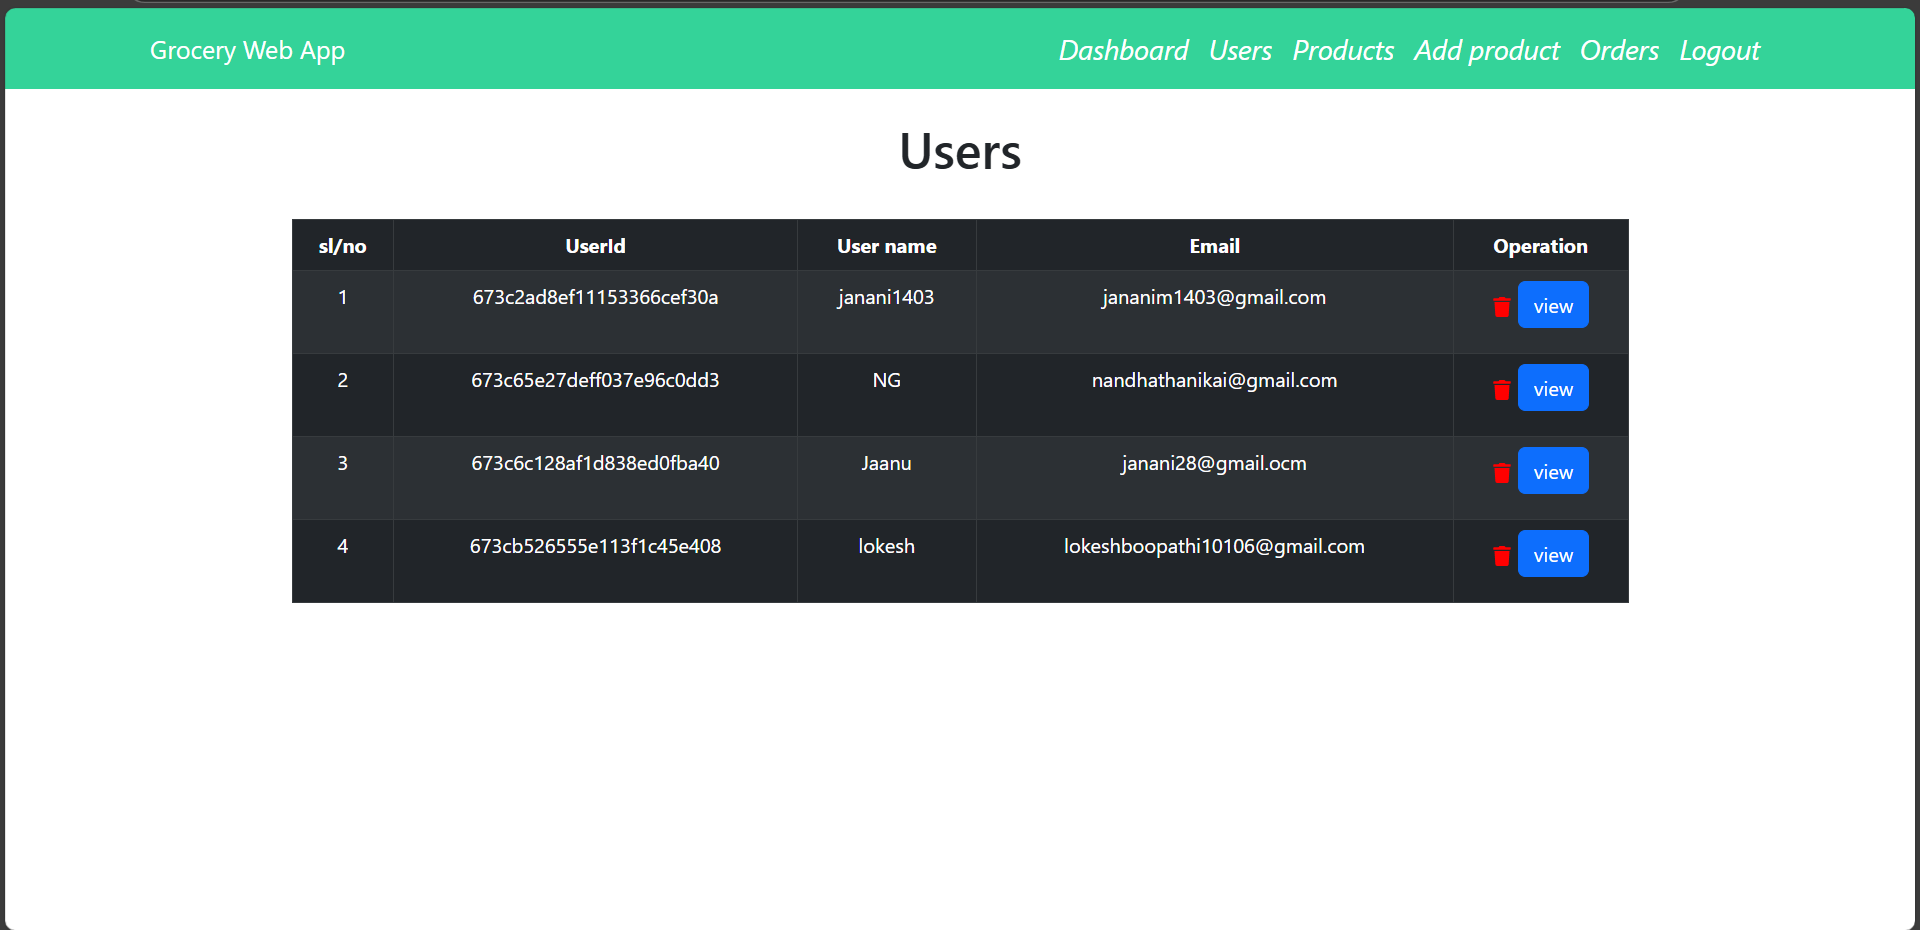 Grocery Web App Dashboard Users Products Add product Orders Logout
Users
sl/no UserId User name Email Operation
1 673c2ad8ef11153366cef30a janani1403 jananim1403@gmail.com view
2 673c65e27deff037e96c0dd3 NG nandhathanikai@gmail.com view
3 673c6c128af1d838ed0fba40 Jaanu janani28@gmail.ocm view
4 673cb526555e113f1c45e408 lokesh lokeshboopathi10106@gmail.com view